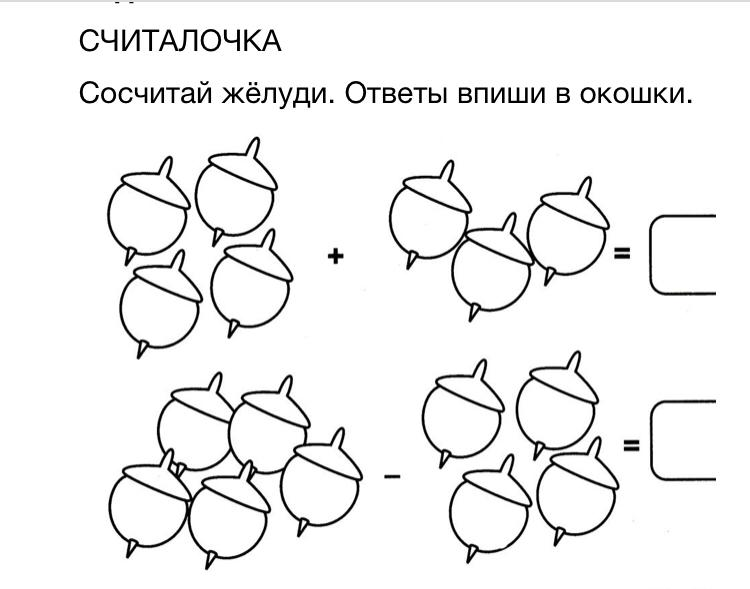 СЧИТАЛОЧКА
Сосчитай жёлуди. Ответы впиши в окошки.
+ =
− =